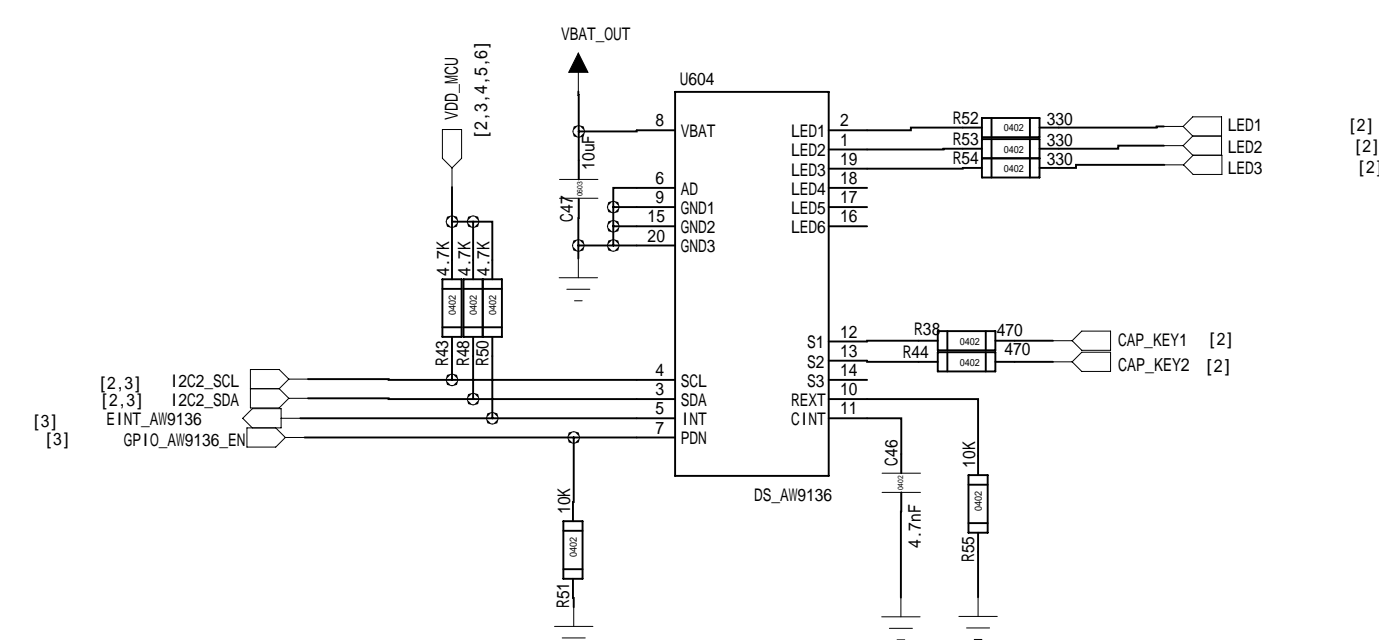 VBAT_OUT
VDD_MCU
[2,3,4,5,6]
U604
8 VBAT
10uF
0603
C47
6 AD
9 GND1
15 GND2
20 GND3
LED1 2 R52 0402 330 LED1 [2]
LED2 1 R53 0402 330 LED2 [2]
LED3 19 R54 0402 330 LED3 [2]
LED4 18
LED5 17
LED6 16
4.7K 4.7K 4.7K
0402 0402 0402
R43 R48 R50
S1 12 R38 0402 470 CAP_KEY1 [2]
S2 13 R44 0402 470 CAP_KEY2 [2]
S3 14
REXT 10
CINT 11
[2,3] I2C2_SCL 4 SCL
[2,3] I2C2_SDA 3 SDA
[3] EINT_AW9136 5 INT
[3] GPIO_AW9136_EN 7 PDN
DS_AW9136
C46
0402
4.7nF
10K
0402
R55
10K
0402
R51